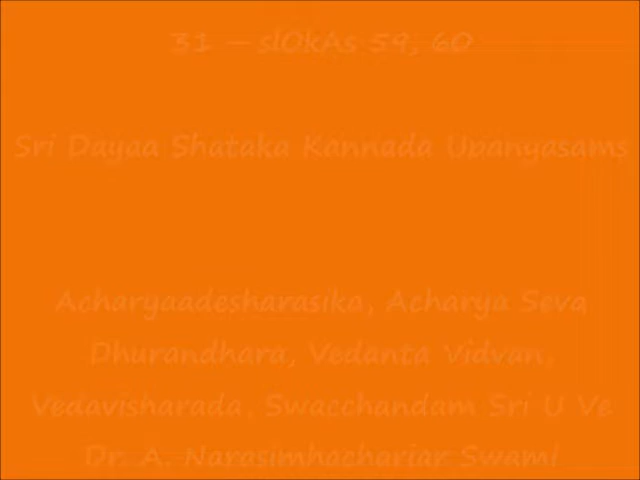 31 – slOkAs 59, 60
Sri Dayaa Shataka Kannada Upanyasams
Acharyaadesharasika, Acharya Seva
Dhurandhara, Vedanta Vidvan,
Vedavisharada, Swacchandam Sri U Ve
Dr. A. Narasimhachariar Swami